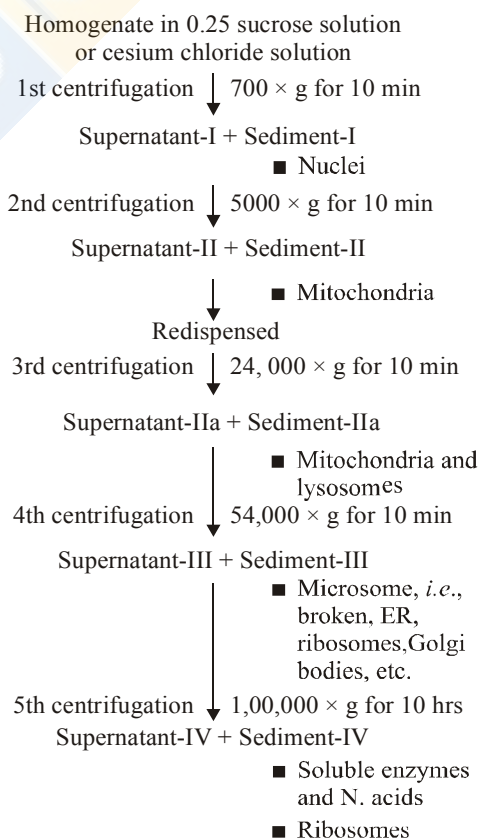 Homogenate in 0.25 sucrose solution
or cesium chloride solution
1st centrifugation 700 × g for 10 min
Supernatant-I + Sediment-I
■ Nuclei
2nd centrifugation 5000 × g for 10 min
Supernatant-II + Sediment-II
■ Mitochondria
Redispensed
3rd centrifugation 24, 000 × g for 10 min
Supernatant-IIa + Sediment-IIa
■ Mitochondria and
lysosomes
4th centrifugation 54,000 × g for 10 min
Supernatant-III + Sediment-III
■ Microsome, i.e.,
broken, ER,
ribosomes,Golgi
bodies, etc.
5th centrifugation 1,00,000 × g for 10 hrs
Supernatant-IV + Sediment-IV
■ Soluble enzymes
and N. acids
■ Ribosomes